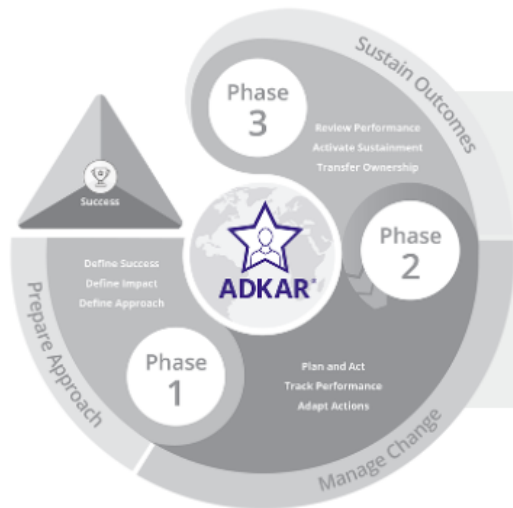 Success
Prepare Approach
Phase
1
Define Success
Define Impact
Define Approach
Manage Change
Phase
2
Plan and Act
Track Performance
Adapt Actions
Sustain Outcomes
Phase
3
Review Performance
Activate Sustainment
Transfer Ownership
ADKAR®